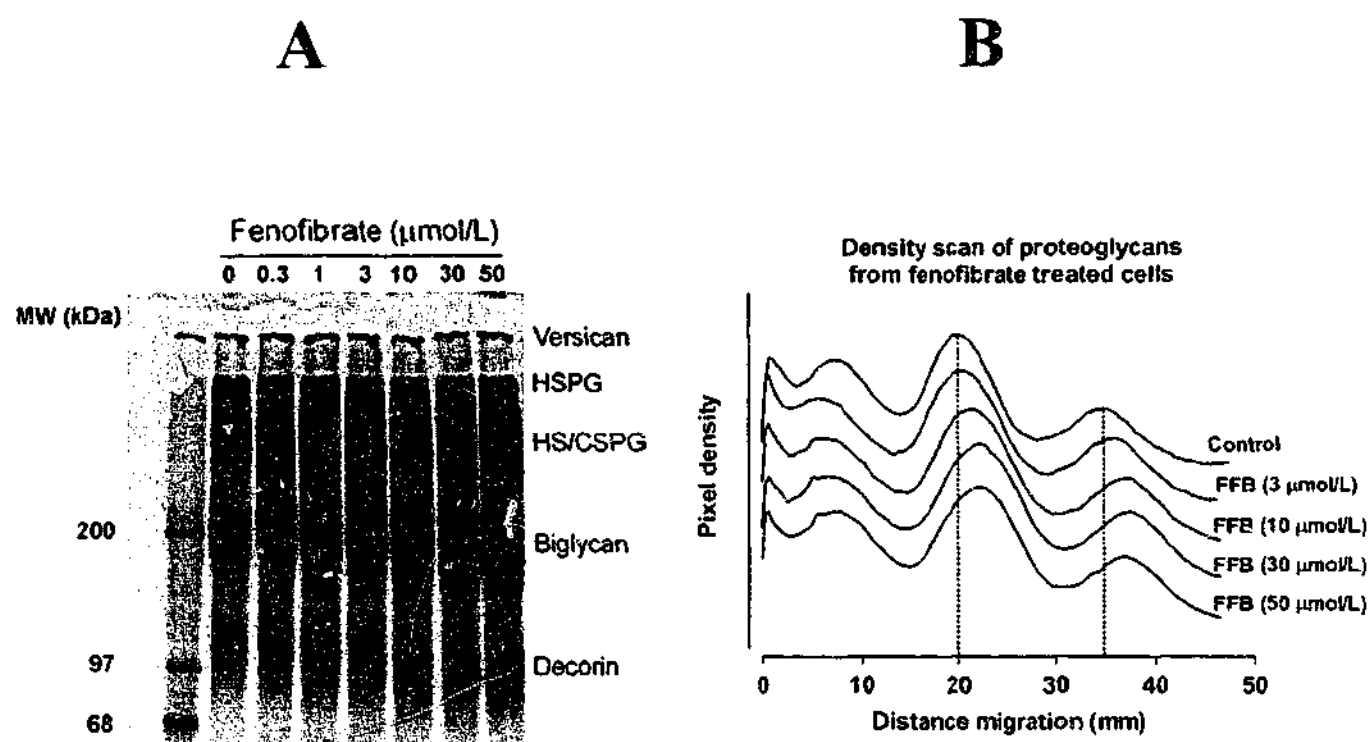 A
B
Fenofibrate (μmol/L)
0 0.3 1 3 10 30 50
MW (kDa)
Versican
HSPG
HS/CSPG
200
Biglycan
97
Decorin
68
Density scan of proteoglycans
from fenofibrate treated cells
Pixel density
Control
FFB (3 μmol/L)
FFB (10 μmol/L)
FFB (30 μmol/L)
FFB (50 μmol/L)
0 10 20 30 40 50
Distance migration (mm)